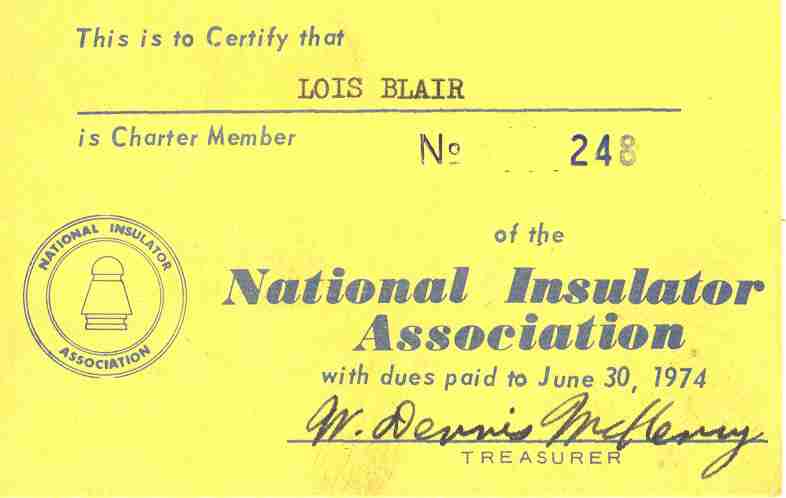 This is to Certify that
LOIS BLAIR
is Charter Member
No 248
of the
NATIONAL INSULATOR
ASSOCIATION
National Insulator
Association
with dues paid to June 30, 1974
W. Dennis McHenry
TREASURER